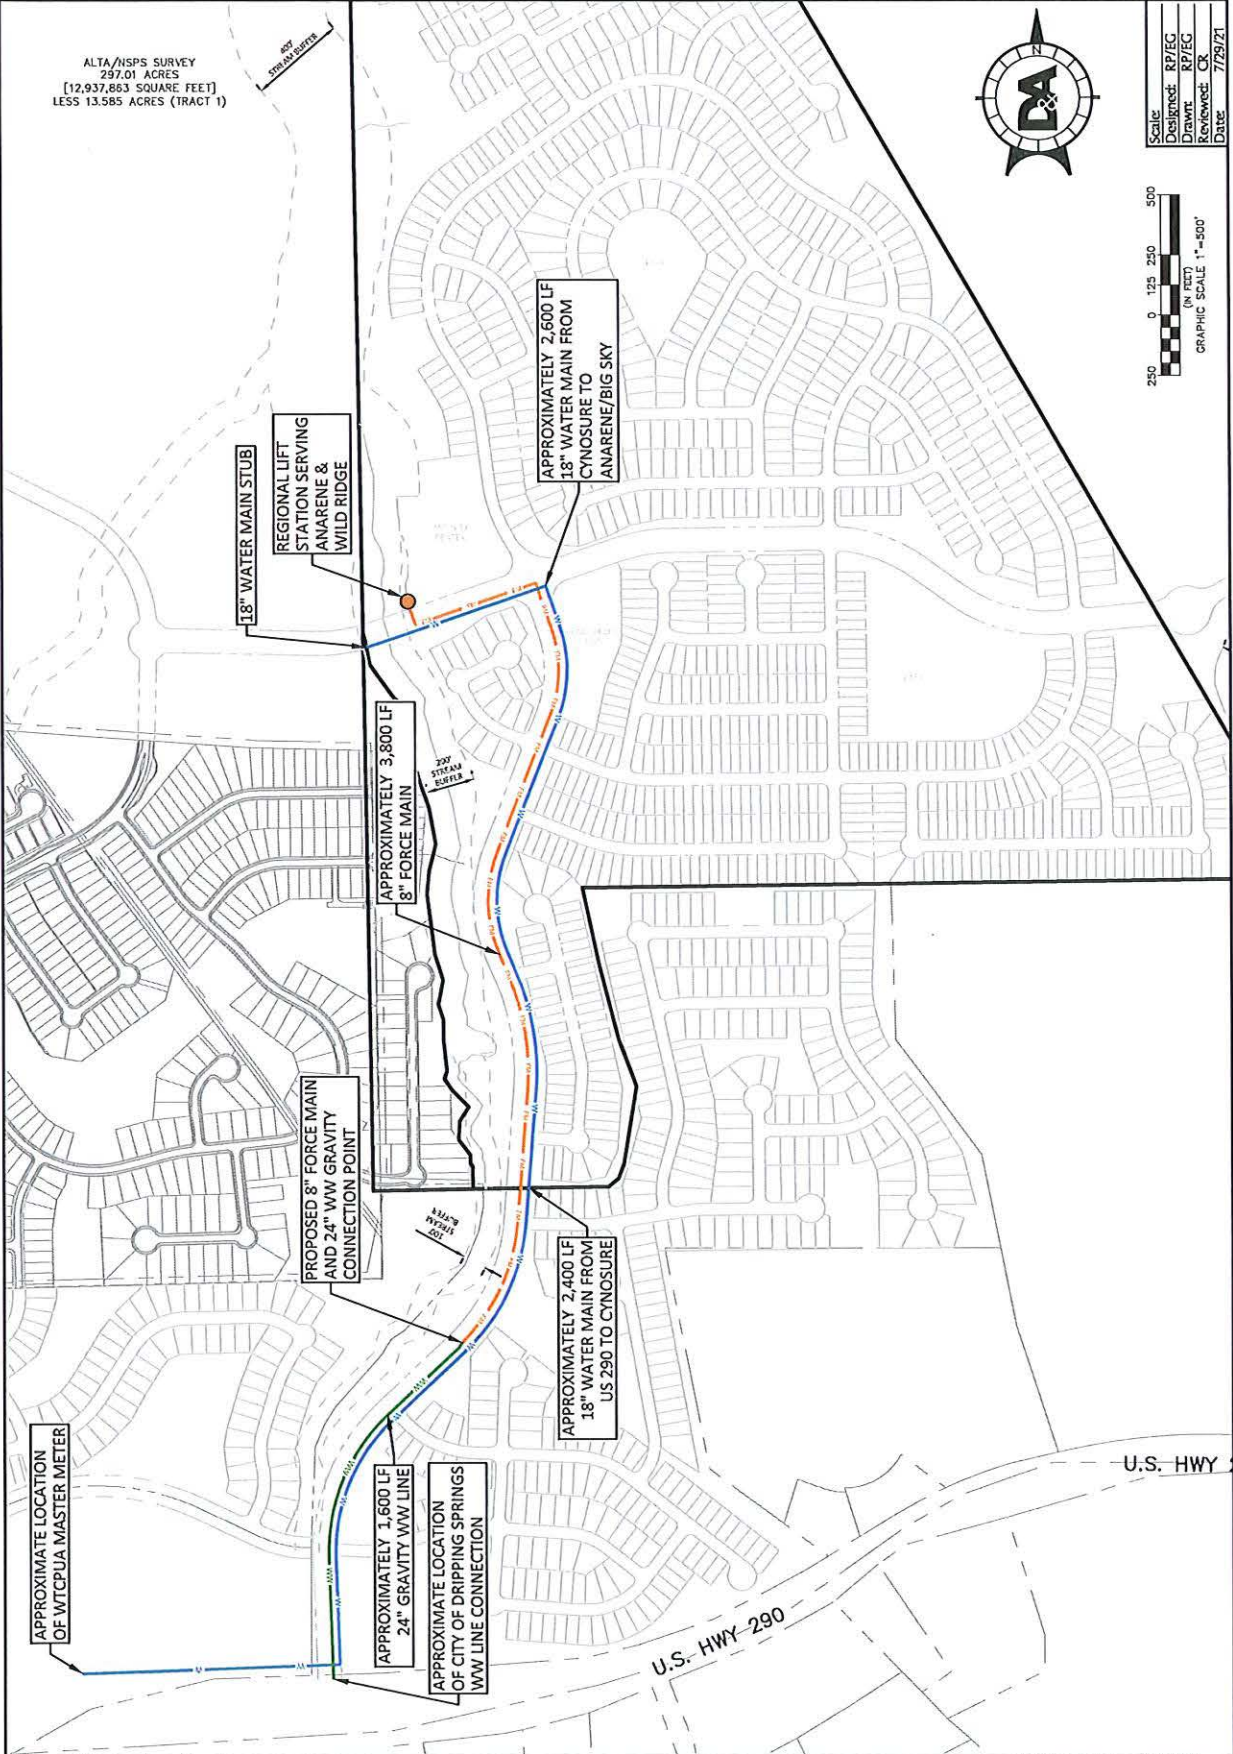 ALTA/NSPS SURVEY
297.01 ACRES
[12,937,863 SQUARE FEET]
LESS 13.585 ACRES (TRACT 1)
400'
STREAM BUFFER
D&A
N
Scale:
Designed: RP/EG
Drawn: RP/EG
Reviewed: CR
Date: 7/29/21
250 0 125 250 500
(IN FEET)
GRAPHIC SCALE 1"=500'
18" WATER MAIN STUB
REGIONAL LIFT
STATION SERVING
ANARENE &
WILD RIDGE
APPROXIMATELY 2,600 LF
18" WATER MAIN FROM
CYNOSURE TO
ANARENE/BIG SKY
APPROXIMATELY 3,800 LF
8" FORCE MAIN
200'
STREAM
BUFFER
PROPOSED 8" FORCE MAIN
AND 24" WW GRAVITY
CONNECTION POINT
100'
STREAM
BUFFER
APPROXIMATELY 2,400 LF
18" WATER MAIN FROM
US 290 TO CYNOSURE
APPROXIMATE LOCATION
OF WTCPUA MASTER METER
APPROXIMATELY 1,600 LF
24" GRAVITY WW LINE
APPROXIMATE LOCATION
OF CITY OF DRIPPING SPRINGS
WW LINE CONNECTION
U.S. HWY 290
U.S. HWY